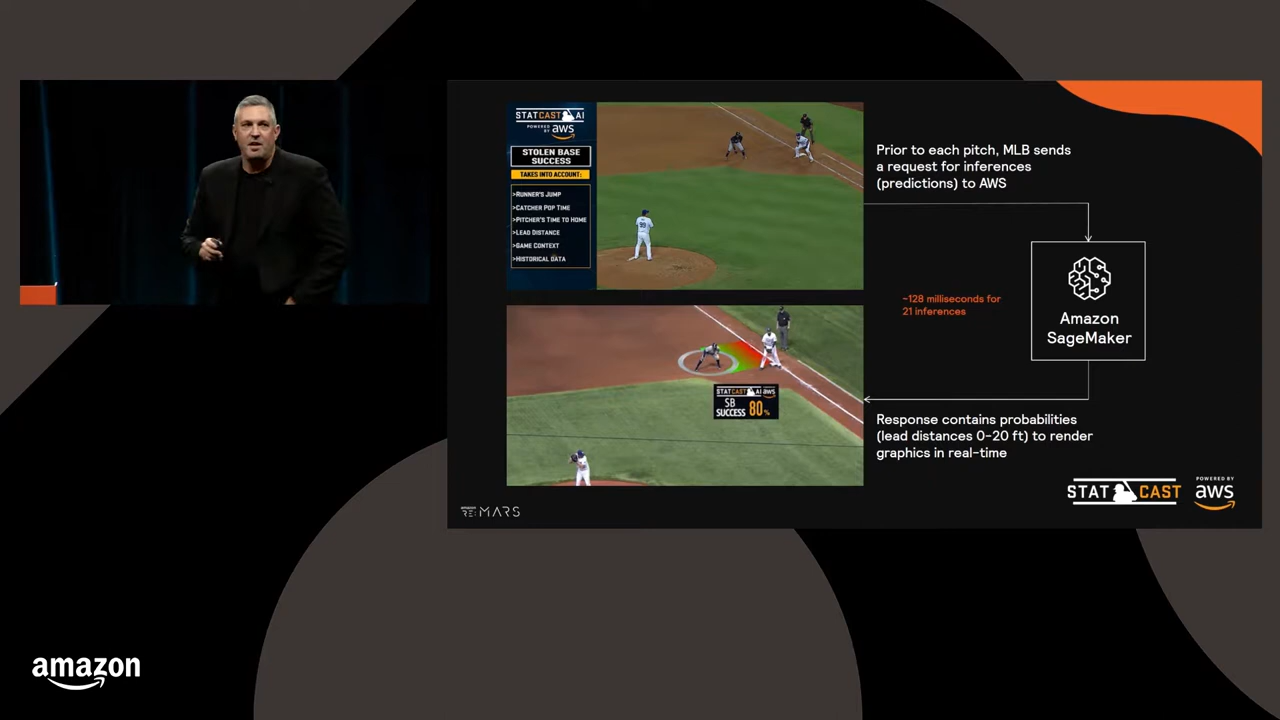 STATCAST AI
POWERED BY aws
STOLEN BASE
SUCCESS
TAKES INTO ACCOUNT:
>RUNNER'S JUMP
>CATCHER POP TIME
>PITCHER'S TIME TO HOME
>LEAD DISTANCE
>GAME CONTEXT
>HISTORICAL DATA
Prior to each pitch, MLB sends
a request for inferences
(predictions) to AWS
~128 milliseconds for
21 inferences
Amazon
SageMaker
STATCAST AI aws
SB
SUCCESS 80%
Response contains probabilities
(lead distances 0-20 ft) to render
graphics in real-time
STATCAST
POWERED BY
aws
amazon
RE:MARS
amazon